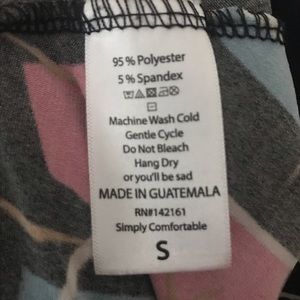 95 % Polyester
5 % Spandex
Machine Wash Cold
Gentle Cycle
Do Not Bleach
Hang Dry
or you'll be sad
MADE IN GUATEMALA
RN#142161
Simply Comfortable
S